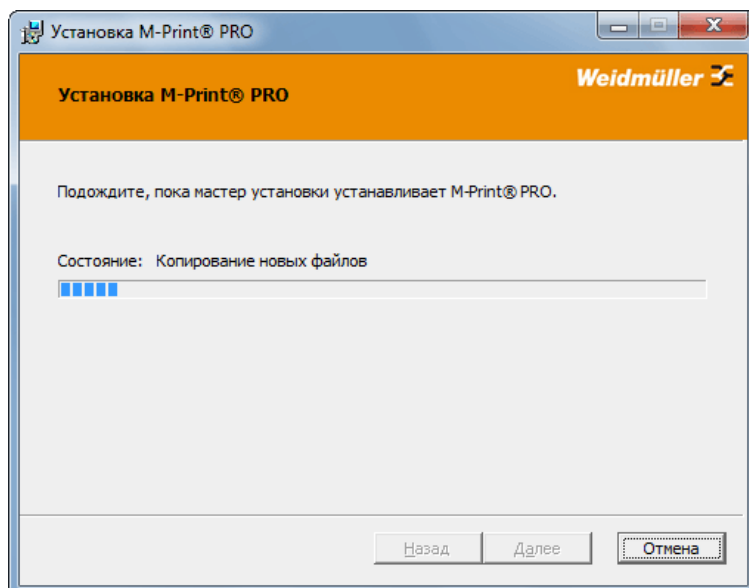 Установка M-Print® PRO
Weidmüller
Установка M-Print® PRO
Подождите, пока мастер установки устанавливает M-Print® PRO.
Состояние: Копирование новых файлов
Назад Далее Отмена